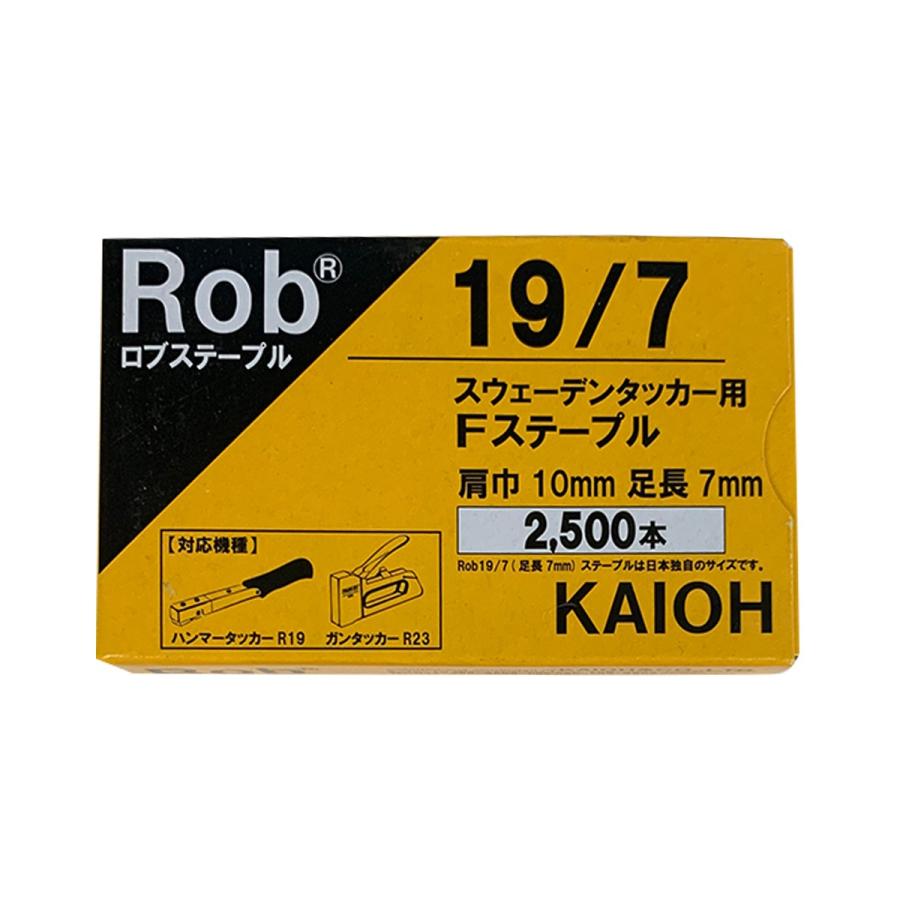 Rob®
ロブステープル
19/7
スウェーデンタッカー用
Fステープル
肩巾 10mm 足長 7mm
2,500本
Rob19/7(足長 7mm) ステープルは日本独自のサイズです。
KAIOH
【対応機種】
ハンマータッカー R19 ガンタッカー R23
Rob®